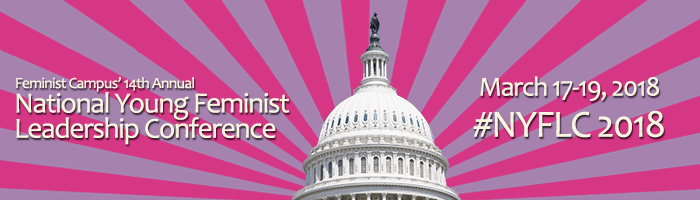 Feminist Campus' 14th Annual
National Young Feminist
Leadership Conference
March 17-19, 2018
#NYFLC 2018